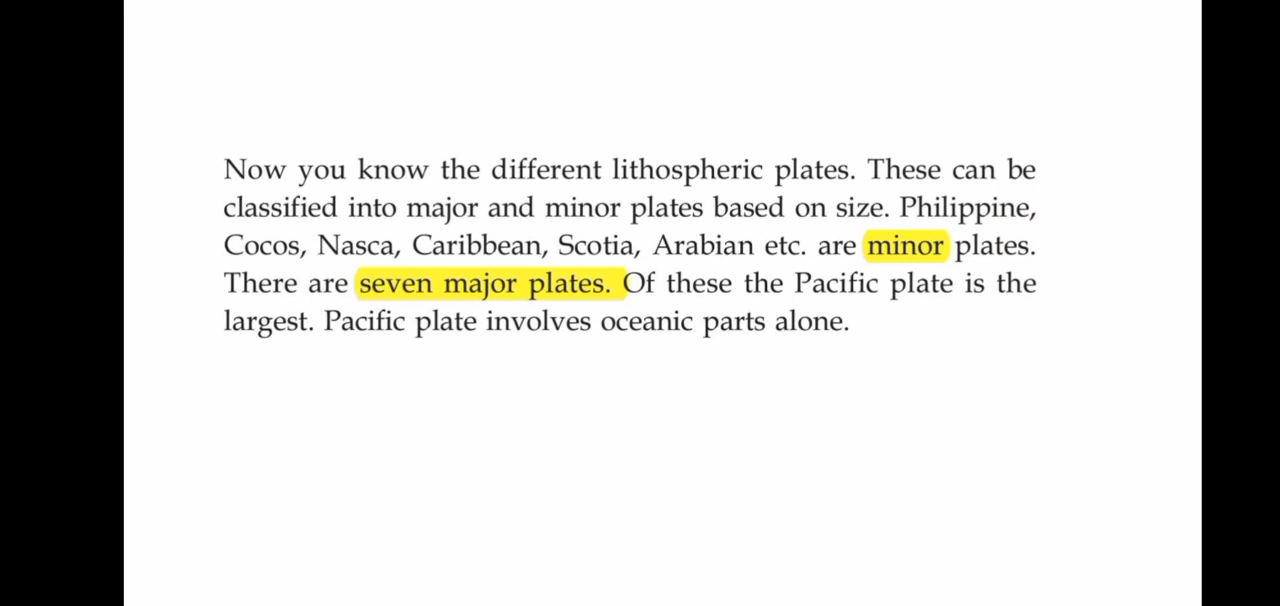 Now you know the different lithospheric plates. These can be
classified into major and minor plates based on size. Philippine,
Cocos, Nasca, Caribbean, Scotia, Arabian etc. are minor plates.
There are seven major plates. Of these the Pacific plate is the
largest. Pacific plate involves oceanic parts alone.